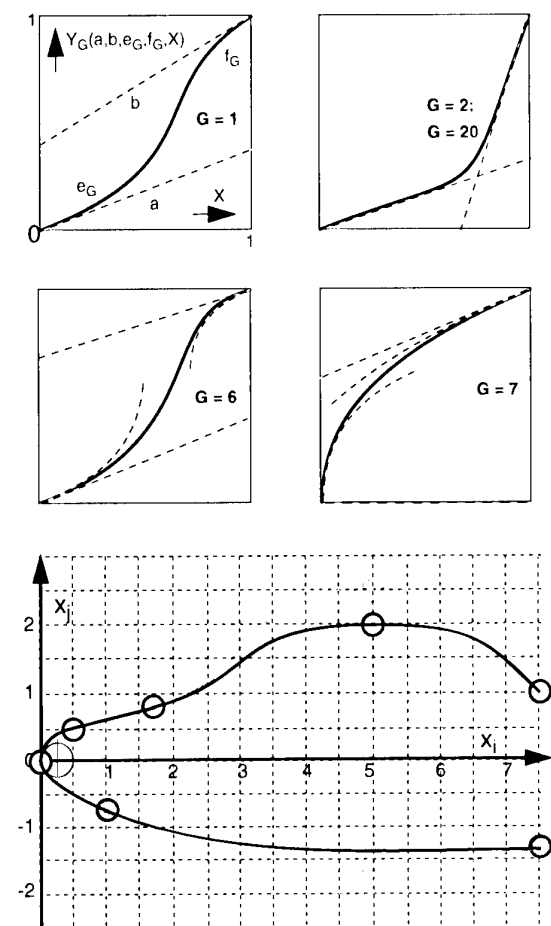 1
Y_G(a,b,e_G,f_G,X)
f_G
b
G = 1
e_G
a
X
0
1
G = 2;
G = 20
G = 6
G = 7
x_j
2
1
0
x_i
1 2 3 4 5 6 7
-1
-2